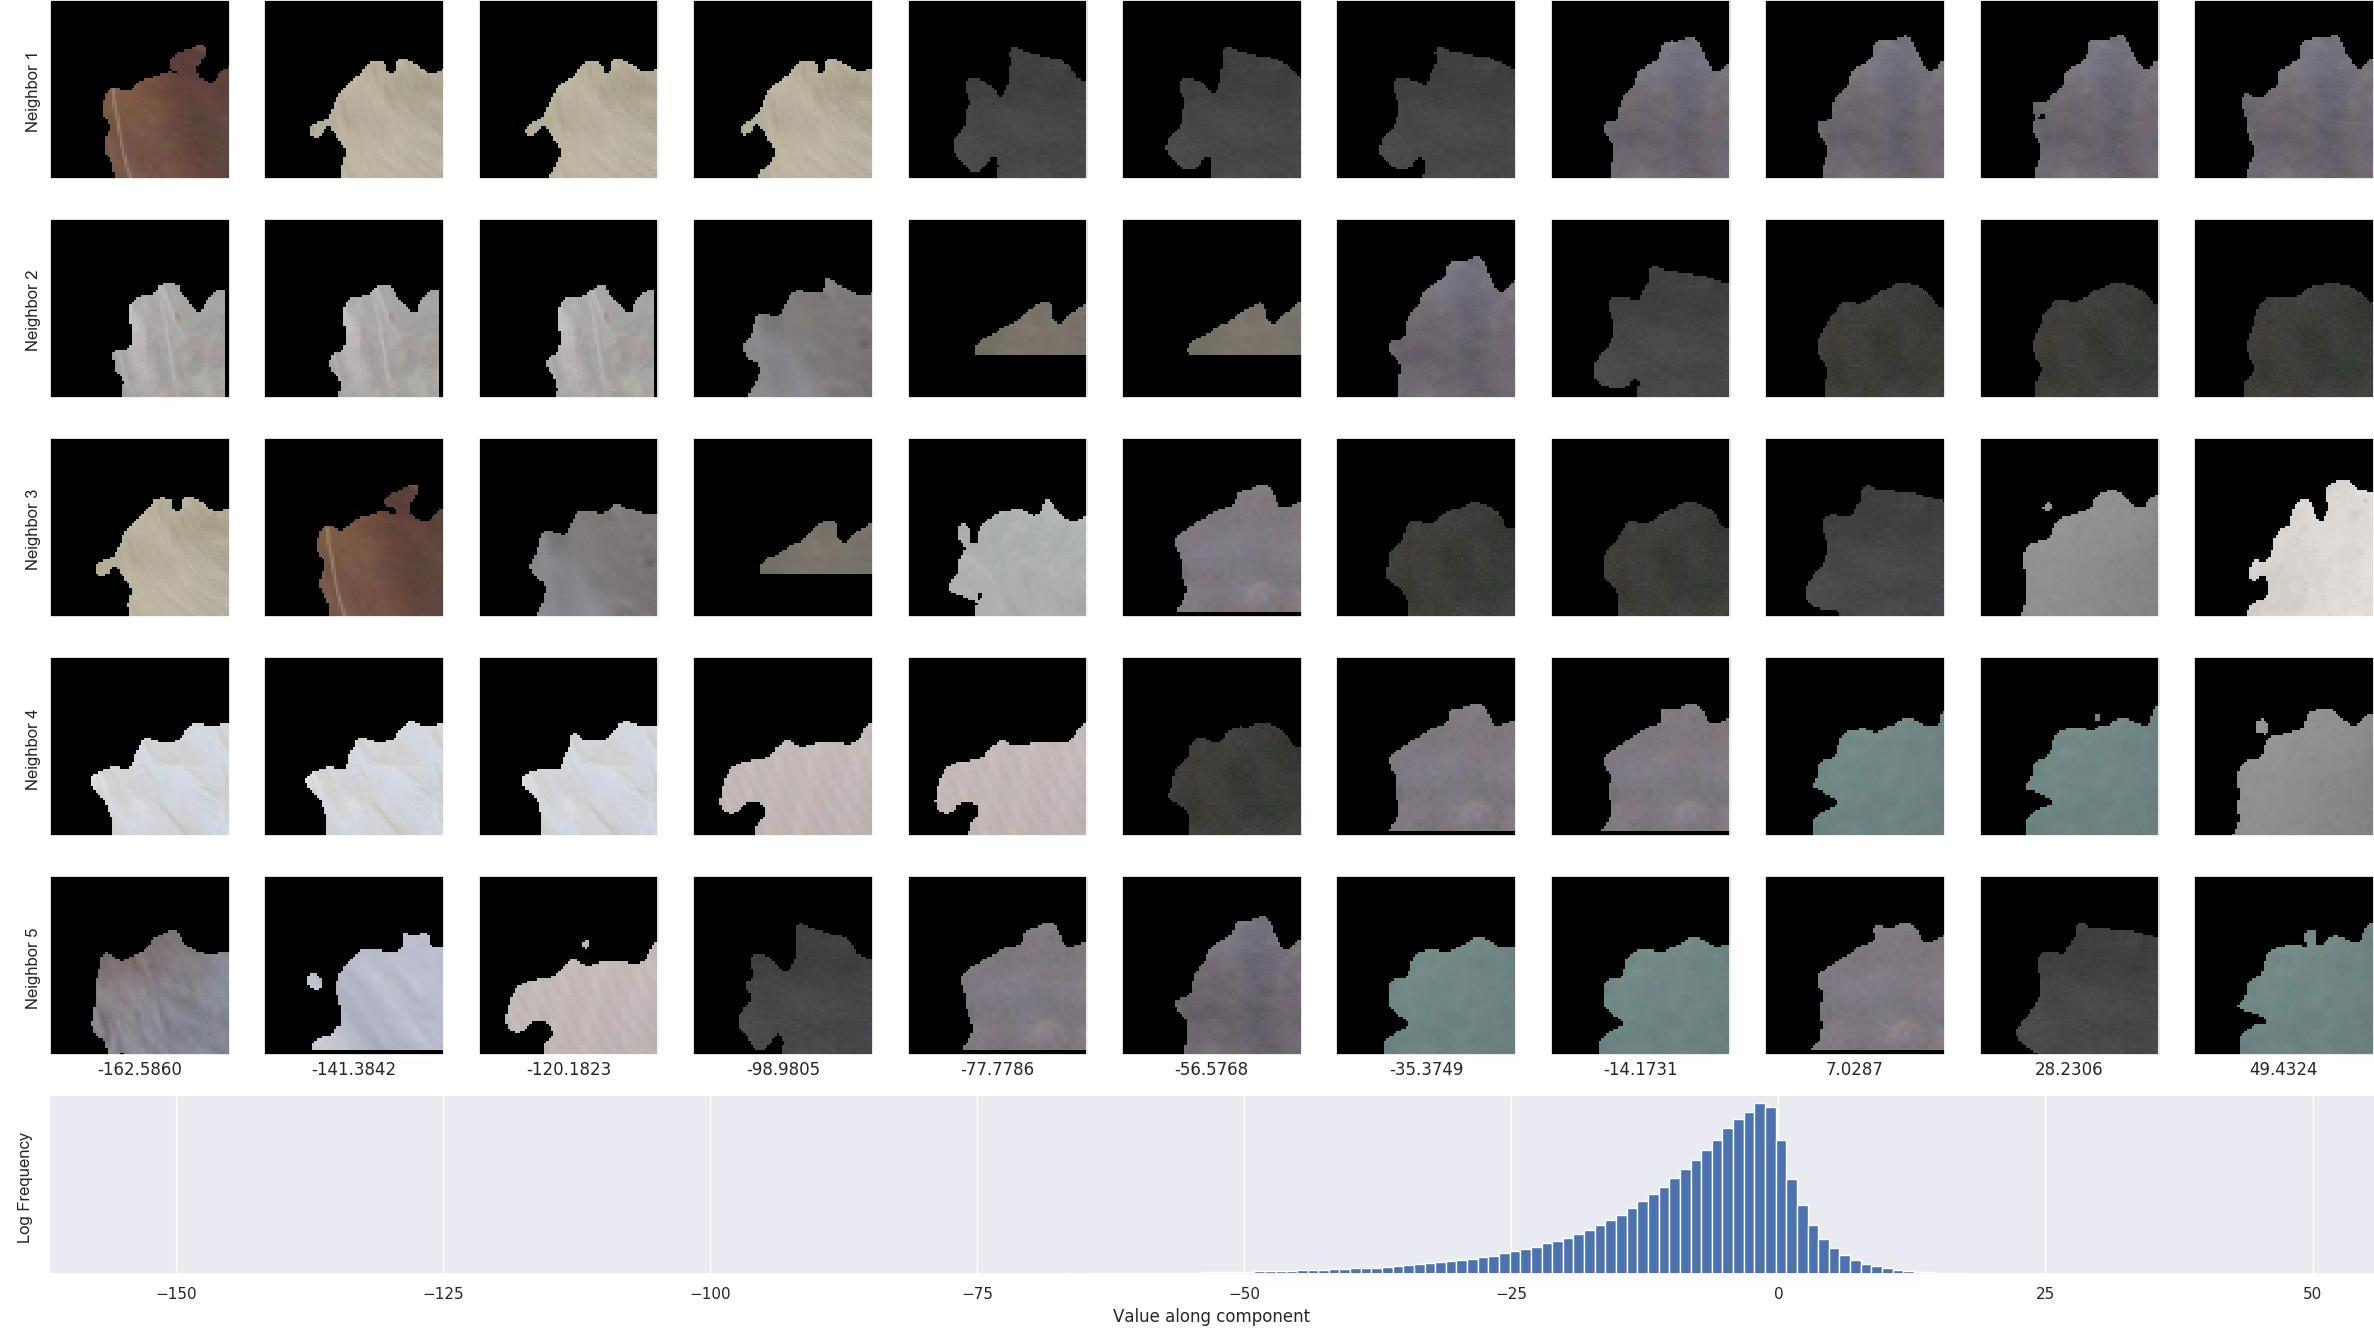 Neighbor 1
Neighbor 2
Neighbor 3
Neighbor 4
Neighbor 5
-162.5860 -141.3842 -120.1823 -98.9805 -77.7786 -56.5768 -35.3749 -14.1731 7.0287 28.2306 49.4324
Log Frequency
−150 −125 −100 −75 −50 −25 0 25 50
Value along component